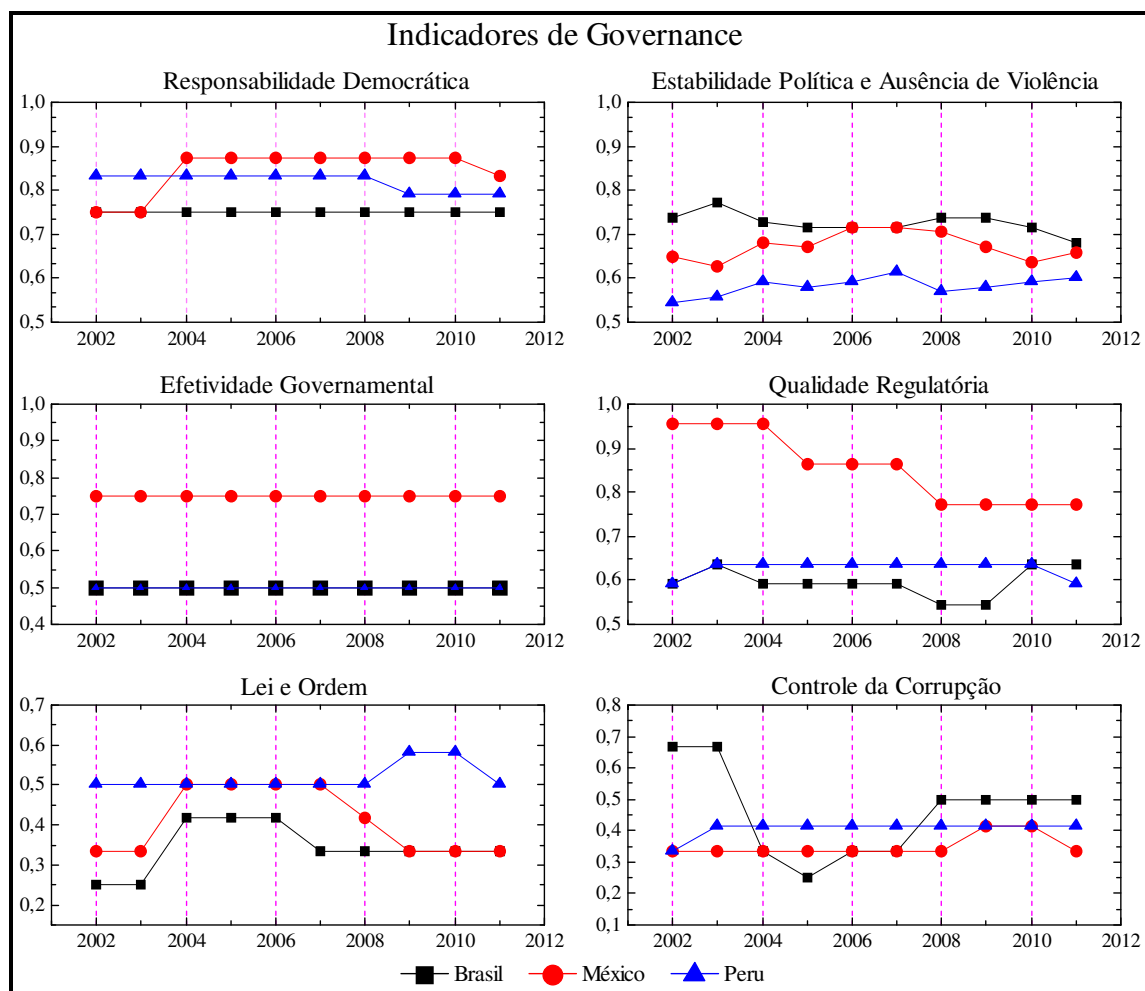 Indicadores de Governance
Responsabilidade Democrática
1,0
0,9
0,8
0,7
0,6
0,5
2002 2004 2006 2008 2010 2012
Estabilidade Política e Ausência de Violência
1,0
0,9
0,8
0,7
0,6
0,5
2002 2004 2006 2008 2010 2012
Efetividade Governamental
1,0
0,9
0,8
0,7
0,6
0,5
0,4
2002 2004 2006 2008 2010 2012
Qualidade Regulatória
1,0
0,9
0,8
0,7
0,6
0,5
2002 2004 2006 2008 2010 2012
Lei e Ordem
0,7
0,6
0,5
0,4
0,3
0,2
2002 2004 2006 2008 2010 2012
Controle da Corrupção
0,8
0,7
0,6
0,5
0,4
0,3
0,2
0,1
2002 2004 2006 2008 2010 2012
Brasil México Peru